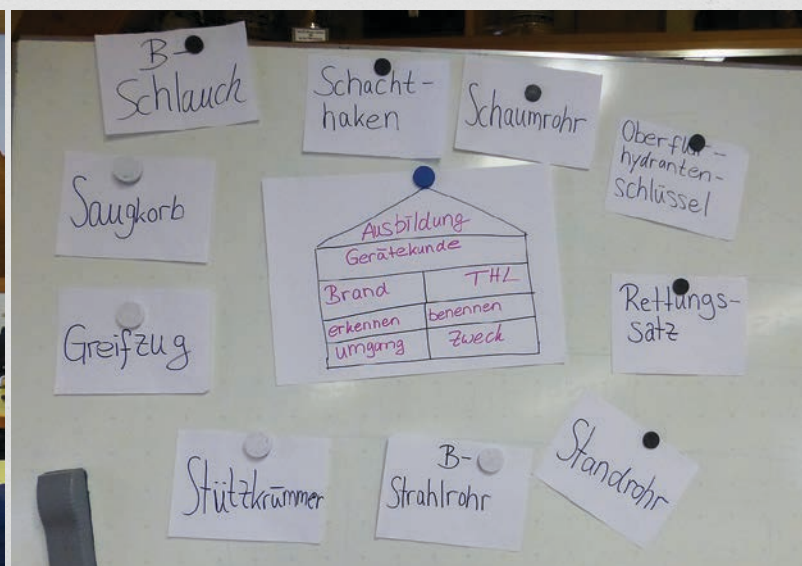 B-
Schlauch
Schacht-
haken
Schaumrohr
Oberflur-
hydranten-
schlüssel
Saugkorb
Ausbildung
Gerätekunde
Brand THL
erkennen benennen
umgang Zweck
Rettungs-
satz
Greifzug
Stützkrümmer
B-
Strahlrohr
Standrohr